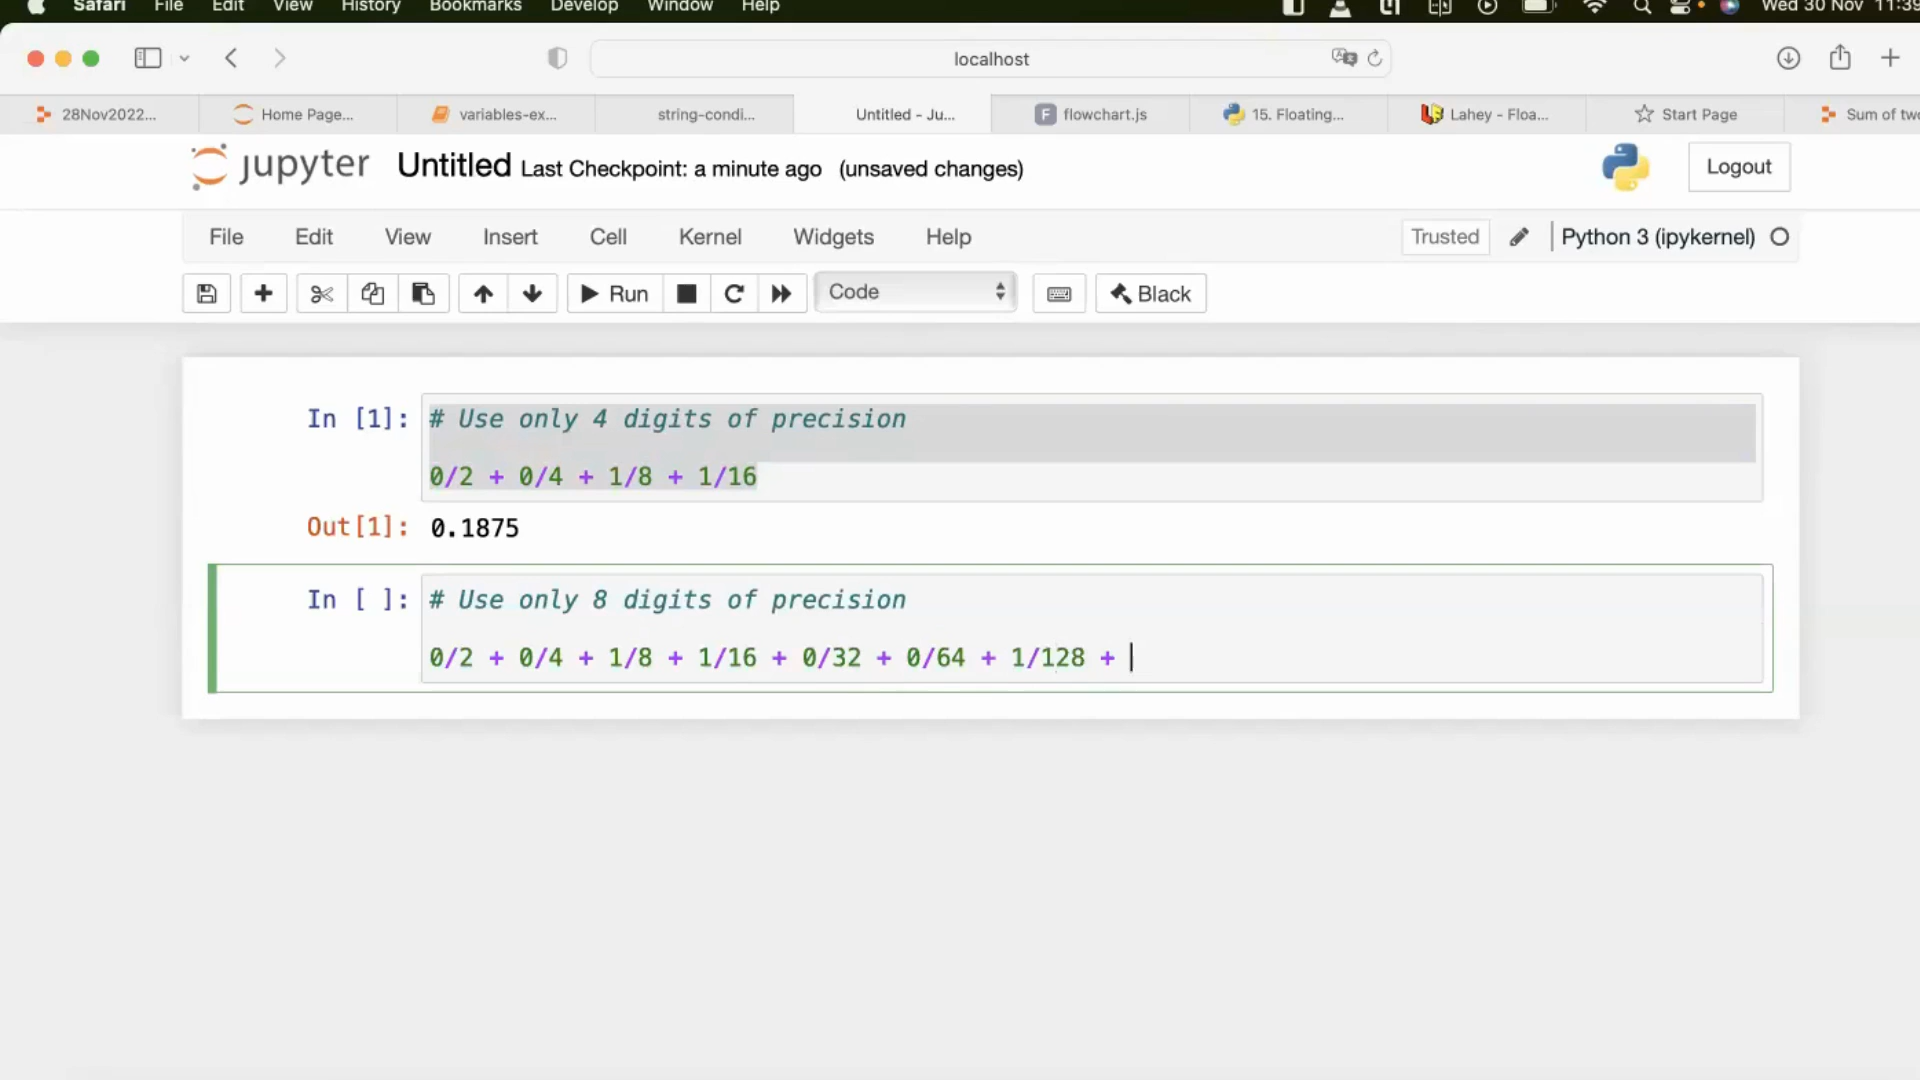 Safari File Edit View History Bookmarks Develop Window Help Wed 30 Nov 11:39
localhost
28Nov2022... Home Page... variables-ex... string-condi... Untitled - Ju... flowchart.js 15. Floating... Lahey - Floa... Start Page Sum of two
jupyter Untitled Last Checkpoint: a minute ago (unsaved changes) Logout
File Edit View Insert Cell Kernel Widgets Help Trusted Python 3 (ipykernel)
Run Code Black
In [1]: # Use only 4 digits of precision
0/2 + 0/4 + 1/8 + 1/16
Out[1]: 0.1875
In [ ]: # Use only 8 digits of precision
0/2 + 0/4 + 1/8 + 1/16 + 0/32 + 0/64 + 1/128 +